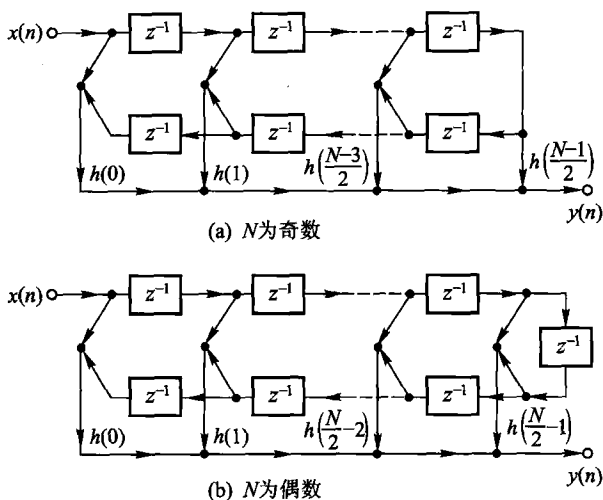 x(n) z⁻¹ z⁻¹ z⁻¹
z⁻¹ z⁻¹ z⁻¹
h(0) h(1) h((N-3)/2) h((N-1)/2)
y(n)
(a) N为奇数
x(n) z⁻¹ z⁻¹ z⁻¹
z⁻¹
z⁻¹ z⁻¹ z⁻¹
h(0) h(1) h(N/2-2) h(N/2-1)
y(n)
(b) N为偶数